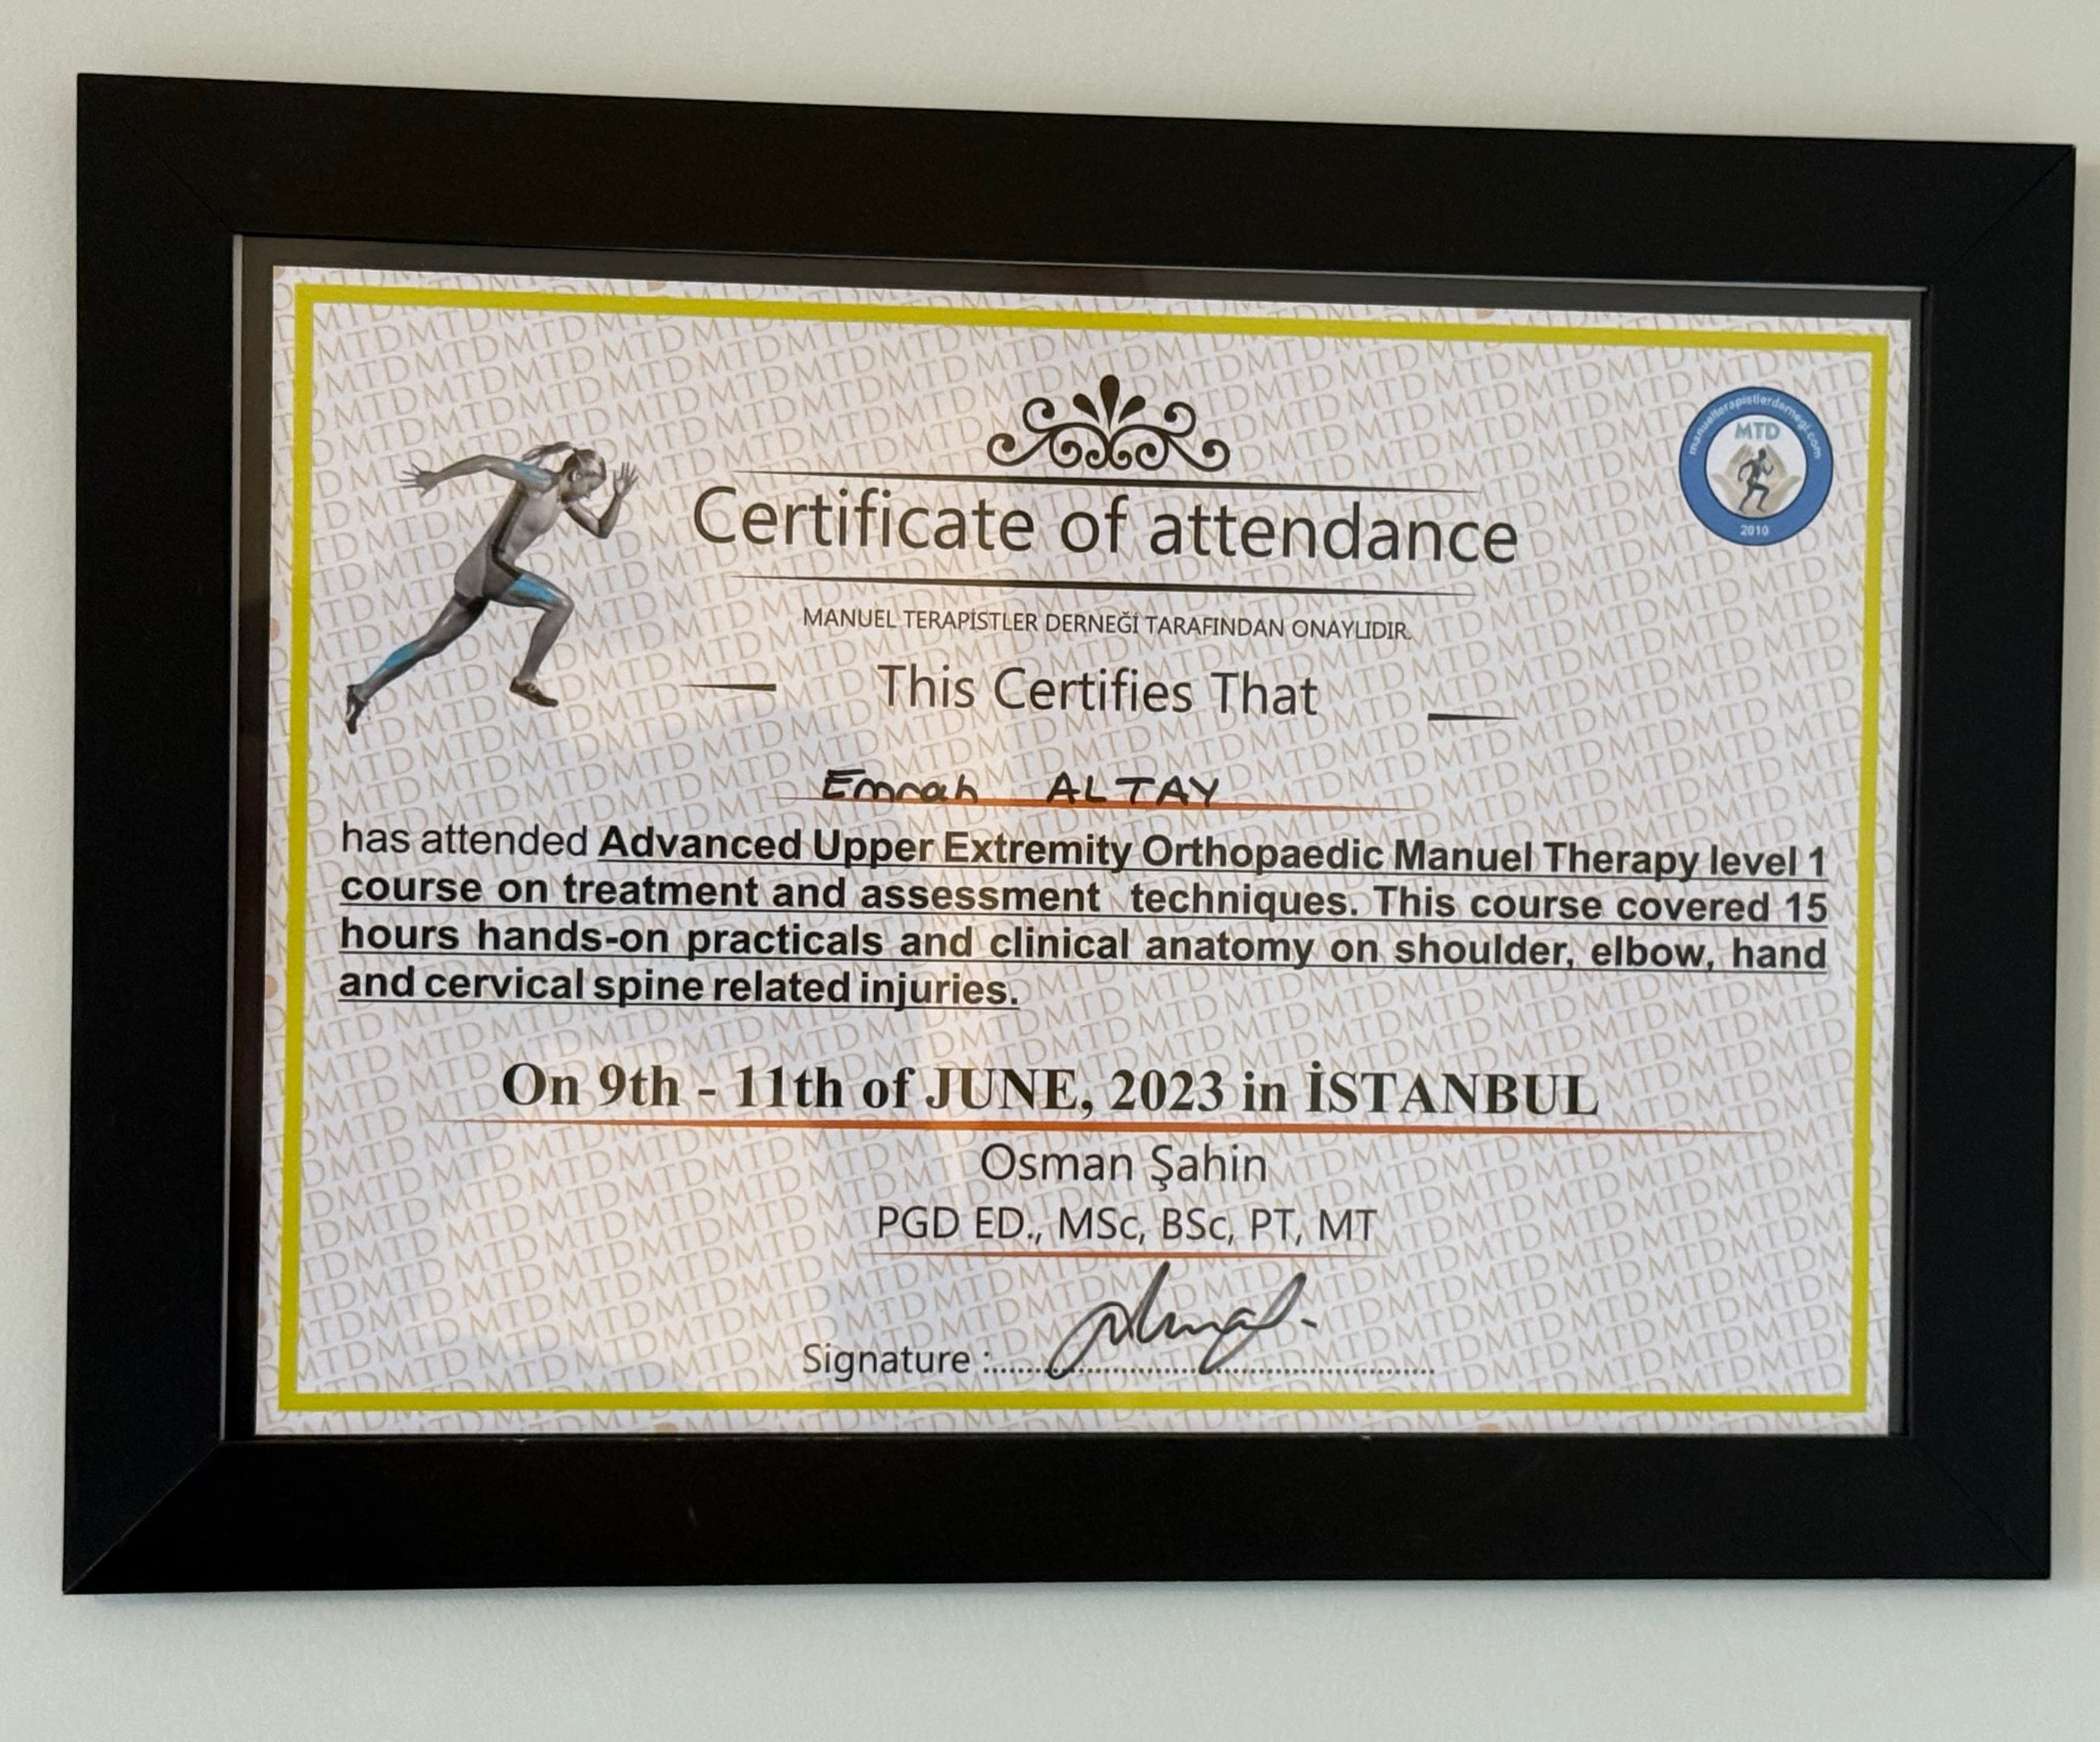 manuelterapistlerdernegi.com
MTD
2010
Certificate of attendance
MANUEL TERAPİSTLER DERNEĞİ TARAFINDAN ONAYLIDIR.
This Certifies That
Emrah ALTAY
has attended Advanced Upper Extremity Orthopaedic Manuel Therapy level 1
course on treatment and assessment techniques. This course covered 15
hours hands-on practicals and clinical anatomy on shoulder, elbow, hand
and cervical spine related injuries.
On 9th - 11th of JUNE, 2023 in İSTANBUL
Osman Şahin
PGD ED., MSc, BSc, PT, MT
Signature :